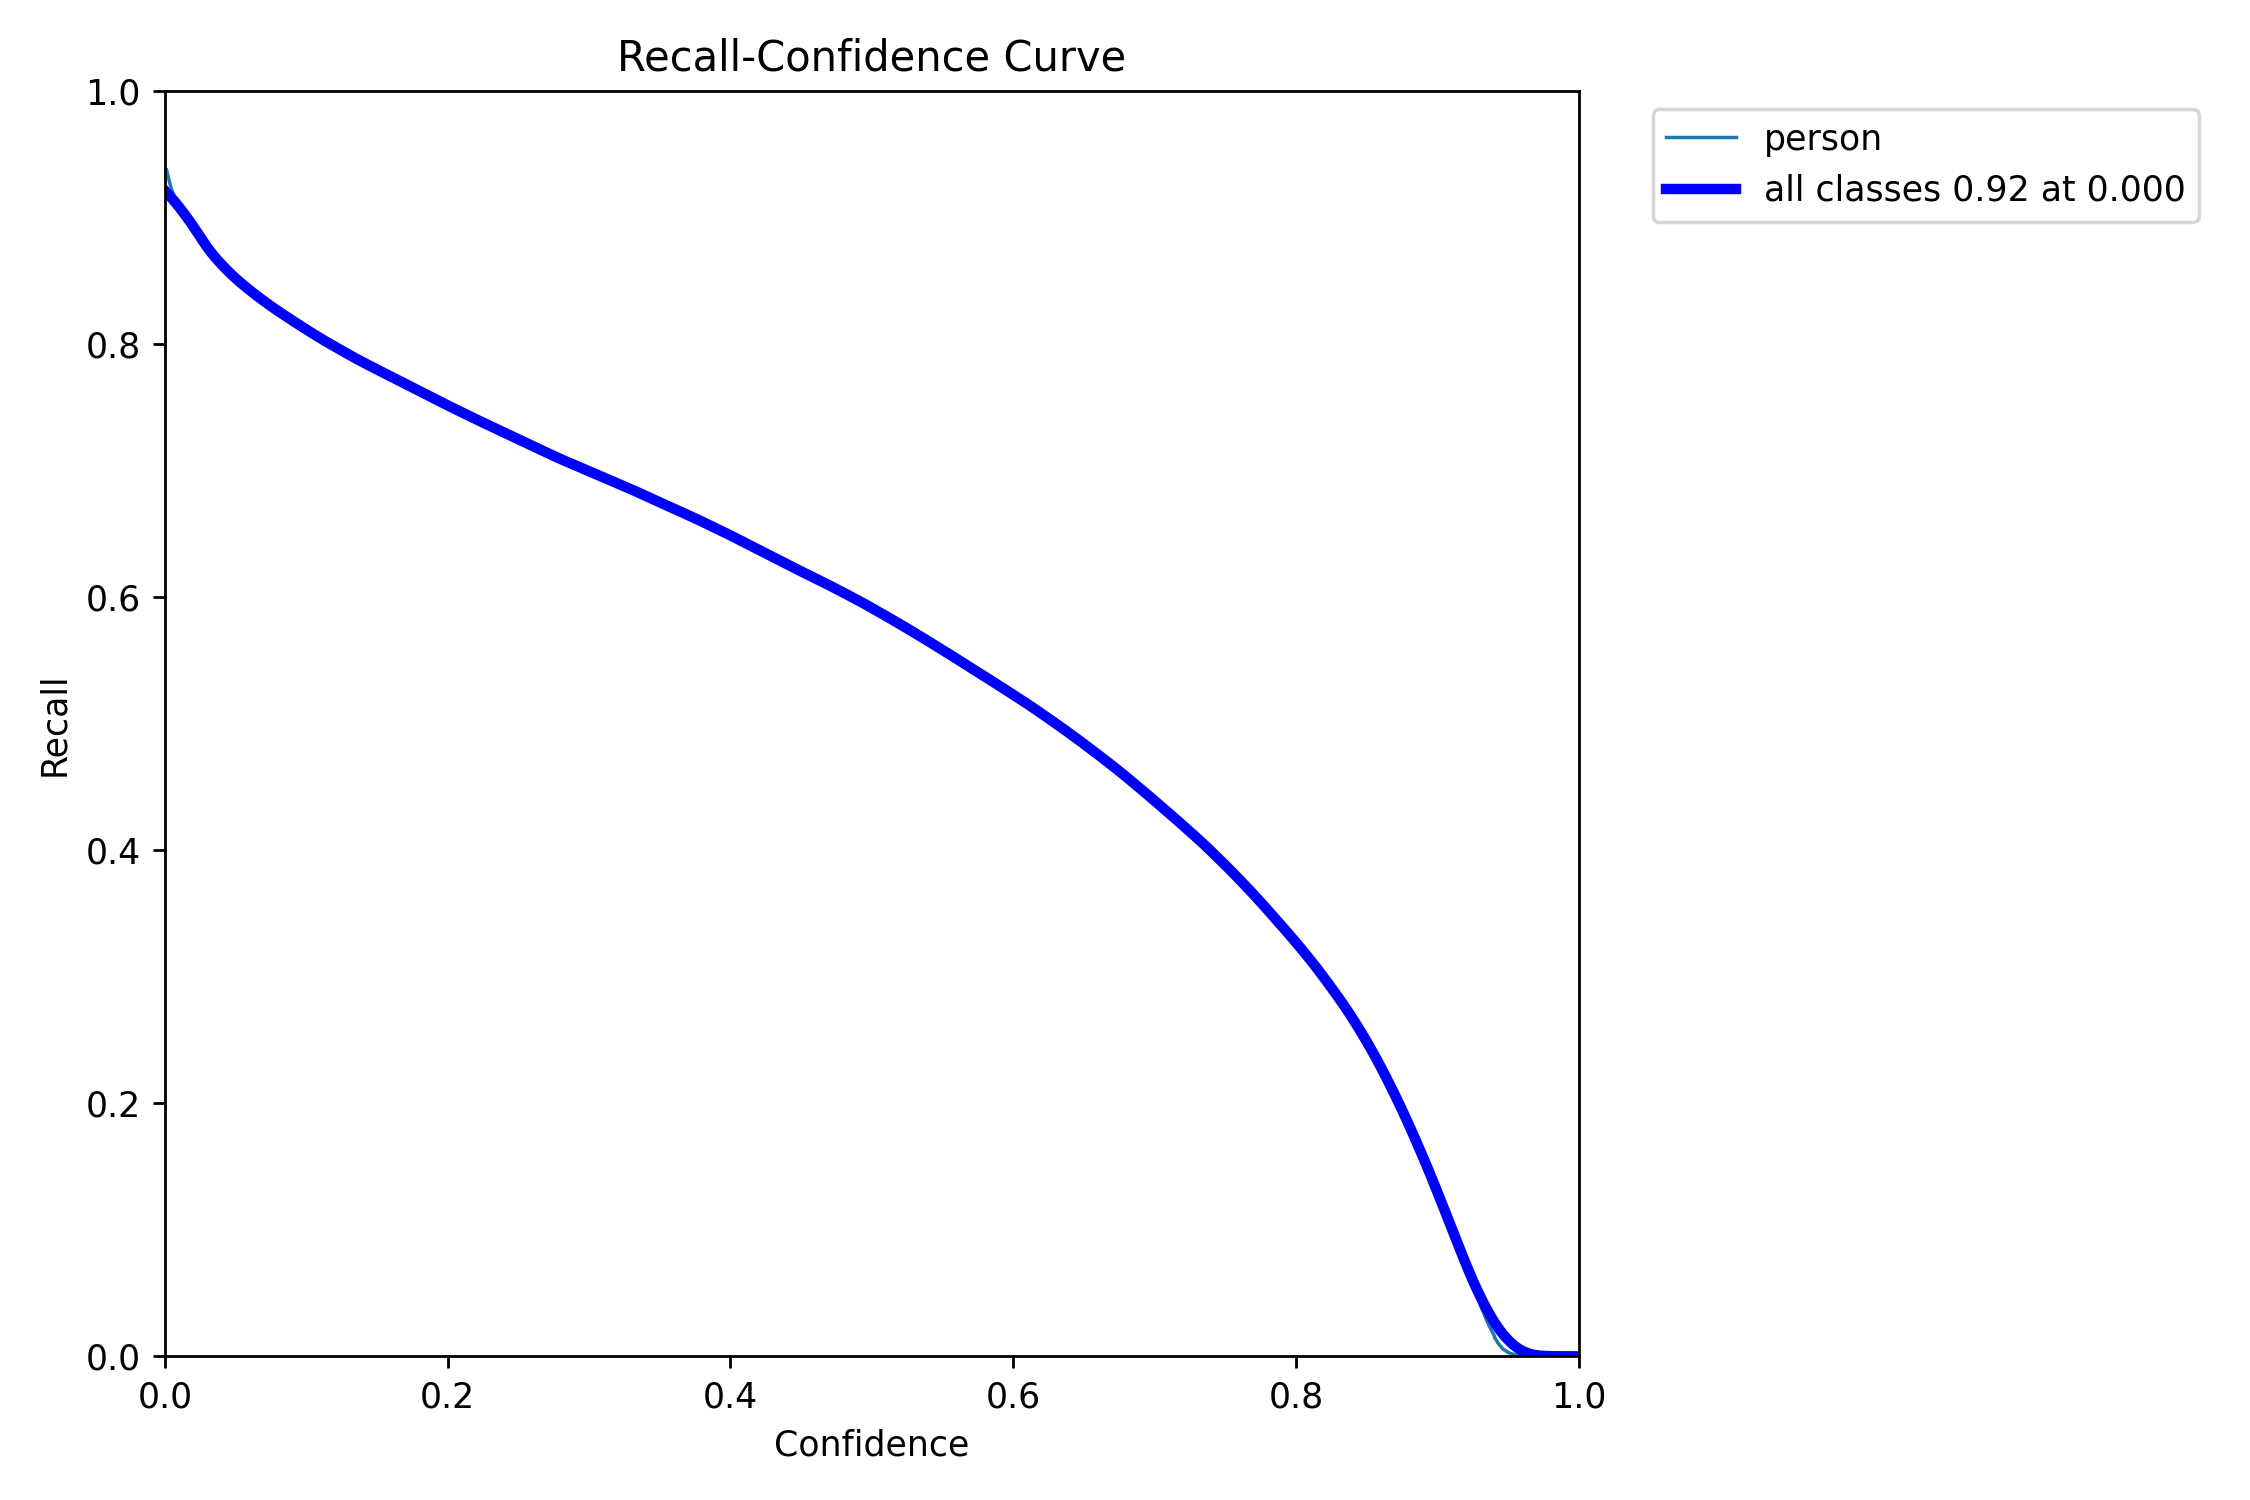 Recall-Confidence Curve
1.0
0.8
0.6
0.4
0.2
0.0
Recall
0.0 0.2 0.4 0.6 0.8 1.0
Confidence
person
all classes 0.92 at 0.000